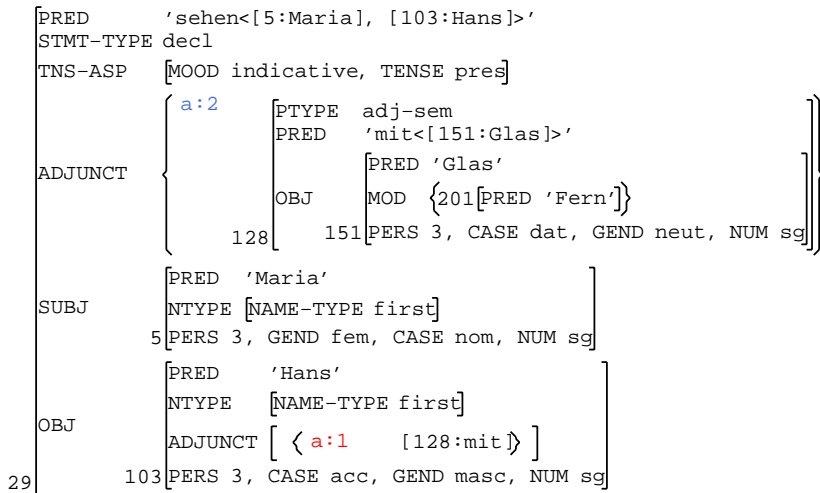 PRED 'sehen<[5:Maria], [103:Hans]>'
STMT−TYPE decl
TNS−ASP [MOOD indicative, TENSE pres]
a:2
PTYPE adj−sem
PRED 'mit<[151:Glas]>'
PRED 'Glas'
ADJUNCT
OBJ MOD {201[PRED 'Fern']}
128 151[PERS 3, CASE dat, GEND neut, NUM sg]
PRED 'Maria'
SUBJ NTYPE [NAME−TYPE first]
5[PERS 3, GEND fem, CASE nom, NUM sg]
PRED 'Hans'
NTYPE [NAME−TYPE first]
OBJ
ADJUNCT [ { a:1 [128:mit]} ]
29 103[PERS 3, CASE acc, GEND masc, NUM sg]